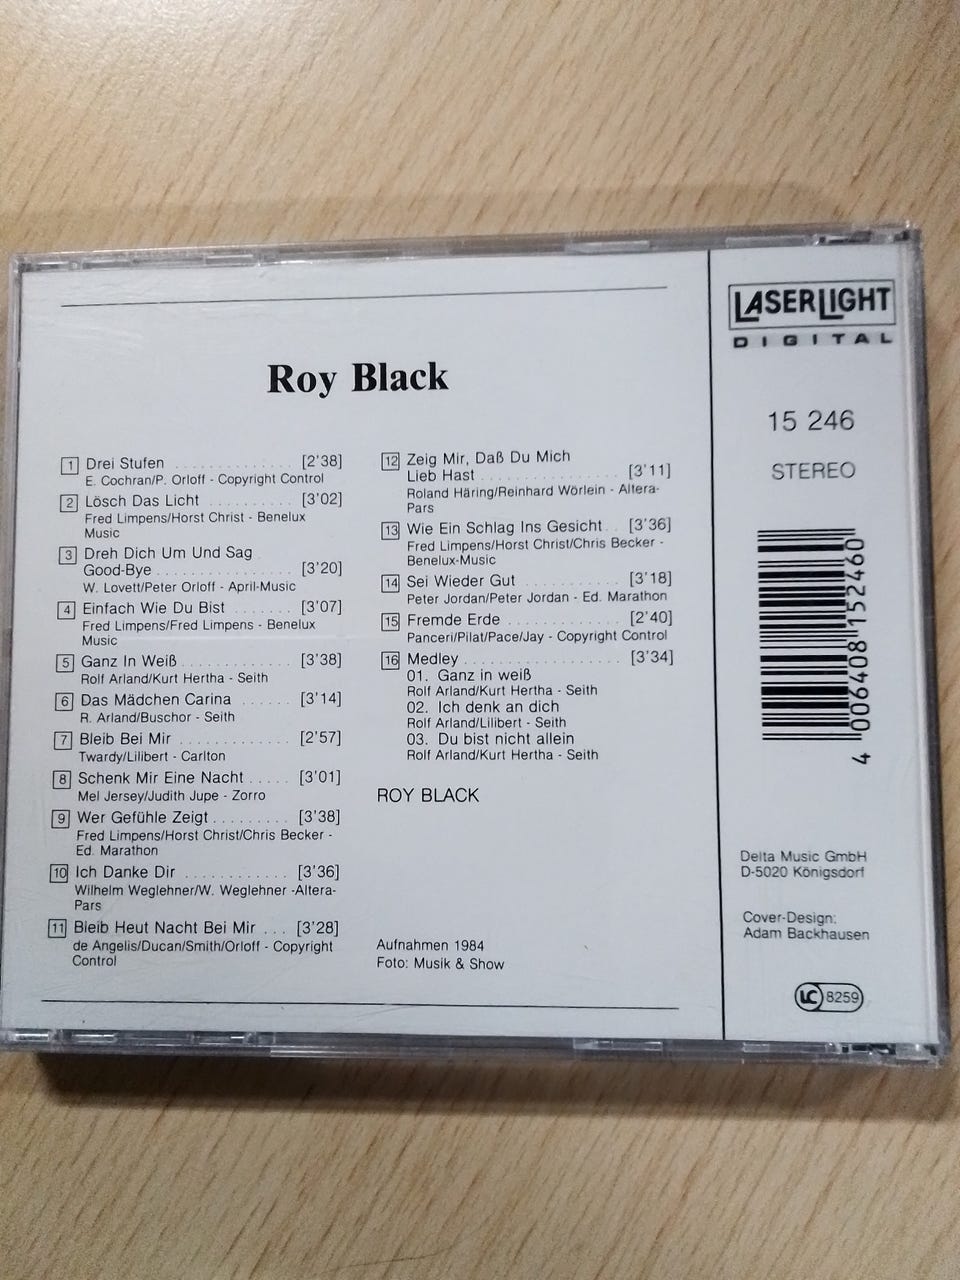 Roy Black
1 Drei Stufen .............. [2'38]
E. Cochran/P. Orloff - Copyright Control
2 Lösch Das Licht ............ [3'02]
Fred Limpens/Horst Christ - Benelux
Music
3 Dreh Dich Um Und Sag
Good-Bye ................ [3'20]
W. Lovett/Peter Orloff - April-Music
4 Einfach Wie Du Bist ....... [3'07]
Fred Limpens/Fred Limpens - Benelux
Music
5 Ganz In Weiß ............. [3'38]
Rolf Arland/Kurt Hertha - Seith
6 Das Mädchen Carina ...... [3'14]
R. Arland/Buschor - Seith
7 Bleib Bei Mir .............. [2'57]
Twardy/Lilibert - Carlton
8 Schenk Mir Eine Nacht ..... [3'01]
Mel Jersey/Judith Jupe - Zorro
9 Wer Gefühle Zeigt ......... [3'38]
Fred Limpens/Horst Christ/Chris Becker -
Ed. Marathon
10 Ich Danke Dir ............ [3'36]
Wilhelm Weglehner/W. Weglehner -Altera-
Pars
11 Bleib Heut Nacht Bei Mir ... [3'28]
de Angelis/Ducan/Smith/Orloff - Copyright
Control
12 Zeig Mir, Daß Du Mich
Lieb Hast ................. [3'11]
Roland Häring/Reinhard Wörlein - Altera-
Pars
13 Wie Ein Schlag Ins Gesicht .. [3'36]
Fred Limpens/Horst Christ/Chris Becker -
Benelux-Music
14 Sei Wieder Gut ............ [3'18]
Peter Jordan/Peter Jordan - Ed. Marathon
15 Fremde Erde .............. [2'40]
Panceri/Pilat/Pace/Jay - Copyright Control
16 Medley ................... [3'34]
01. Ganz in weiß
Rolf Arland/Kurt Hertha - Seith
02. Ich denk an dich
Rolf Arland/Lilibert - Seith
03. Du bist nicht allein
Rolf Arland/Kurt Hertha - Seith
ROY BLACK
Aufnahmen 1984
Foto: Musik & Show
LASERLIGHT
DIGITAL
15 246
STEREO
4 006408 152460
Delta Music GmbH
D-5020 Königsdorf
Cover-Design:
Adam Backhausen
LC 8259